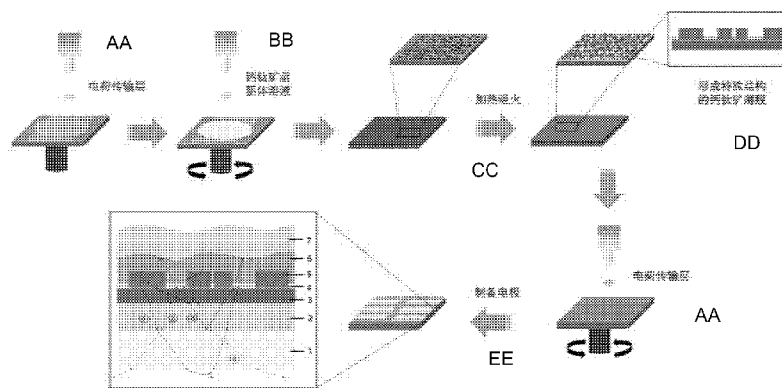 AA
BB
电荷传输层
钙钛矿层
前体溶液
加热退火
CC
形成特殊结构
的钙钛矿薄膜
DD
7
6
5
4
3
2
1
制备电极
EE
电荷传输层
AA